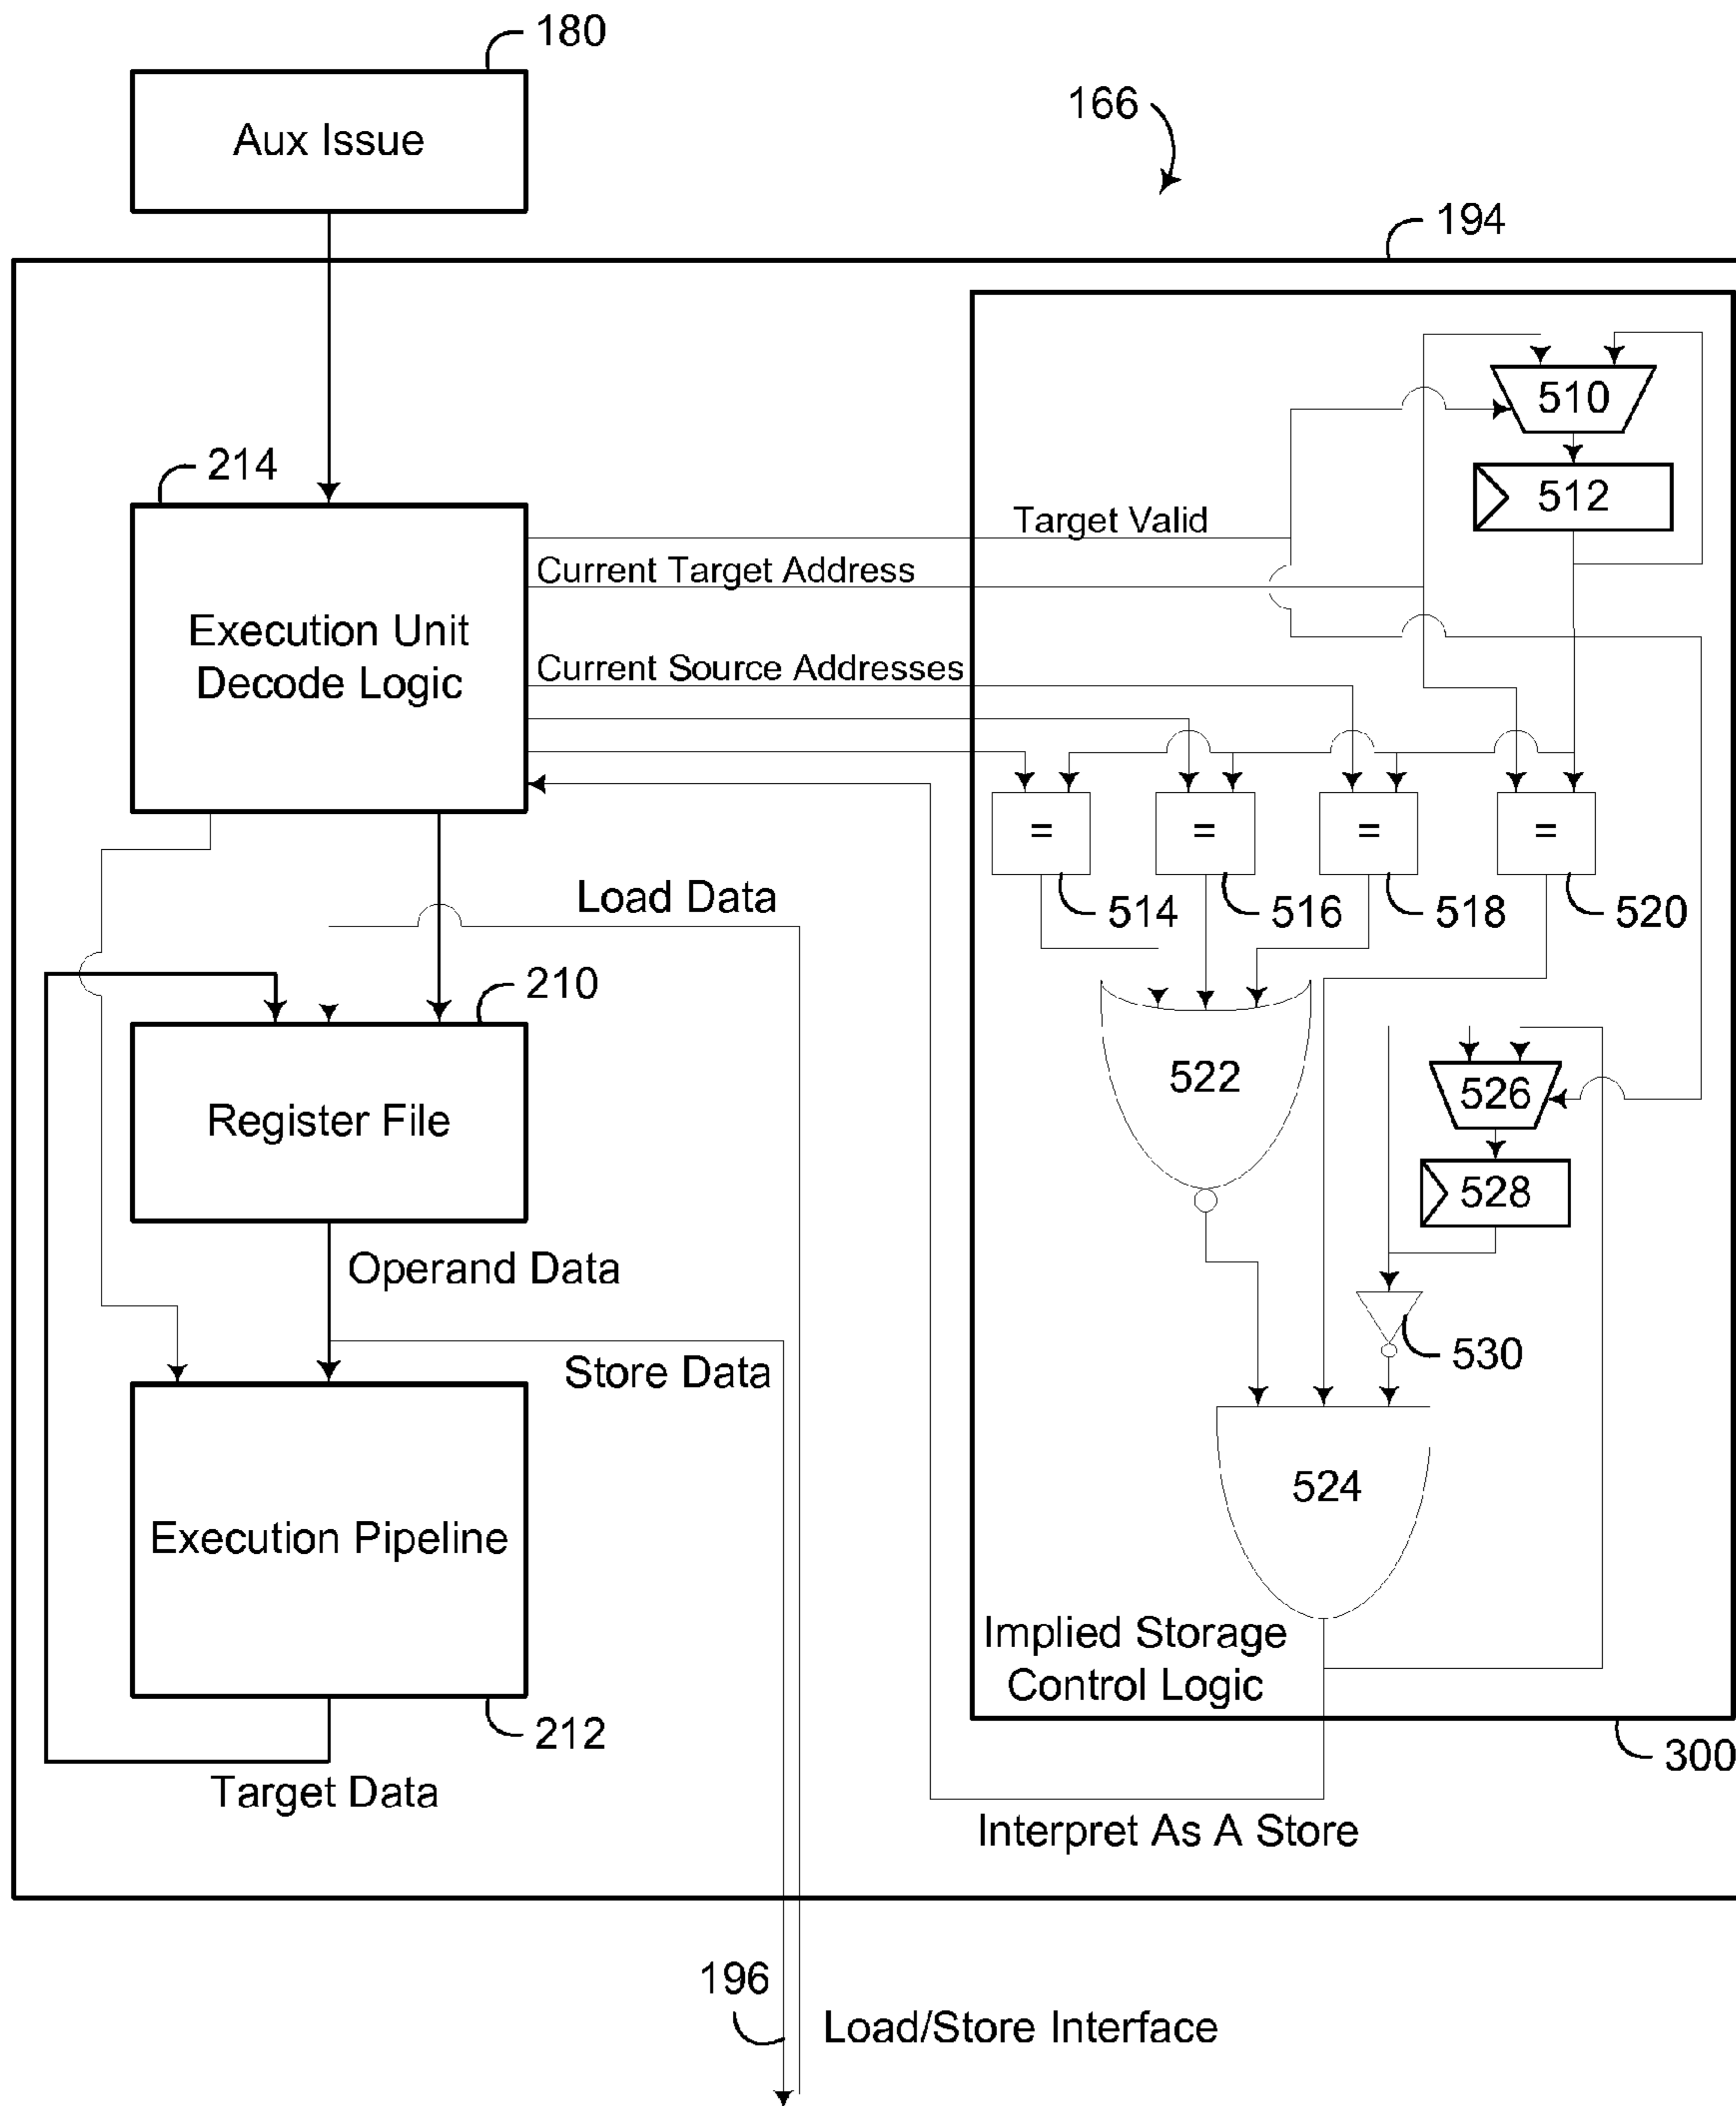 180
Aux Issue
166
194
510
214
512
Target Valid
Current Target Address
Execution Unit
Decode Logic
Current Source Addresses
=
=
=
=
Load Data
514
516
518
520
210
522
526
Register File
528
Operand Data
530
Store Data
524
Execution Pipeline
Implied Storage
Control Logic
212
300
Target Data
Interpret As A Store
196
Load/Store Interface